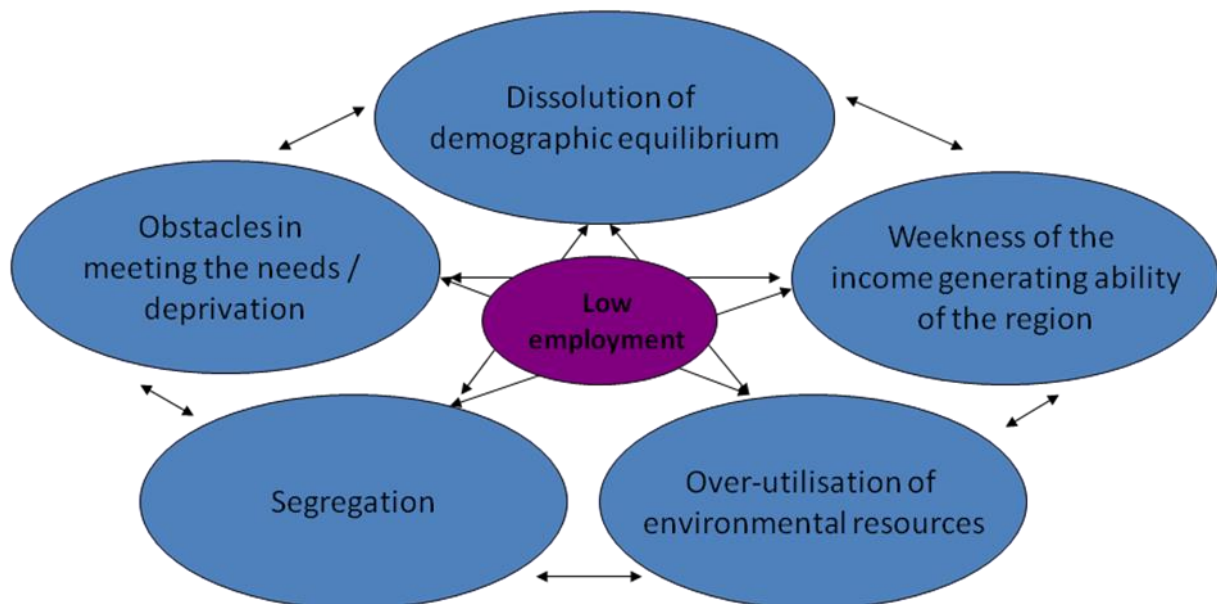 Dissolution of
demographic equilibrium
Obstacles in
meeting the needs /
deprivation
Weekness of the
income generating ability
of the region
Low
employment
Segregation
Over-utilisation of
environmental resources